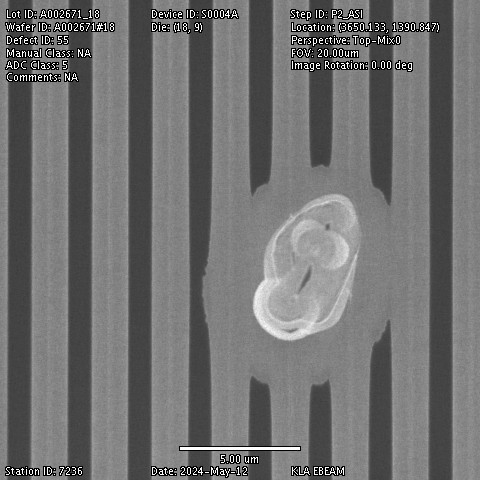 Lot ID: A002671_18
Wafer ID: A002671#18
Defect ID: 55
Manual Class: NA
ADC Class: 5
Comments: NA
Device ID: S0004A
Die: (18, 9)
Step ID: P2_ASI
Location: (3650.133, 1390.847)
Perspective: Top-Mix0
FOV: 20.00um
Image Rotation: 0.00 deg
5.00 um
Station ID: 7236
Date: 2024-May-12
KLA EBEAM